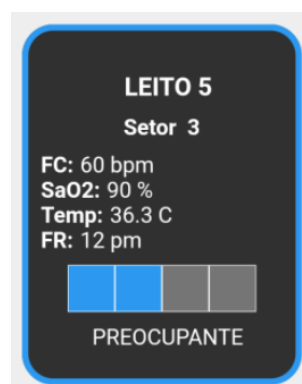 LEITO 5
Setor 3
FC: 60 bpm
SaO2: 90 %
Temp: 36.3 C
FR: 12 pm
PREOCUPANTE